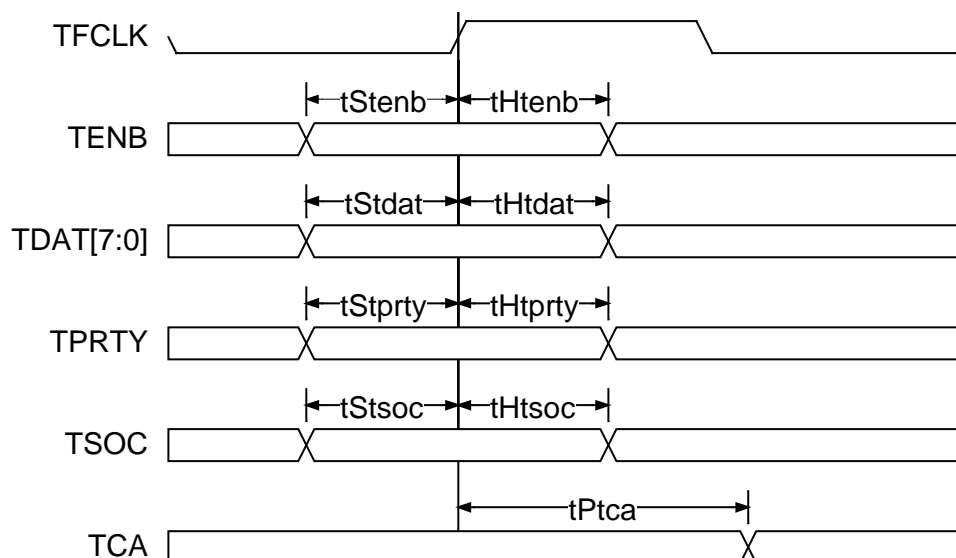 TFCLK
tStenb tHtenb
TENB
tStdat tHtdat
TDAT[7:0]
tStprty tHtprty
TPRTY
tStsoc tHtsoc
TSOC
tPtca
TCA